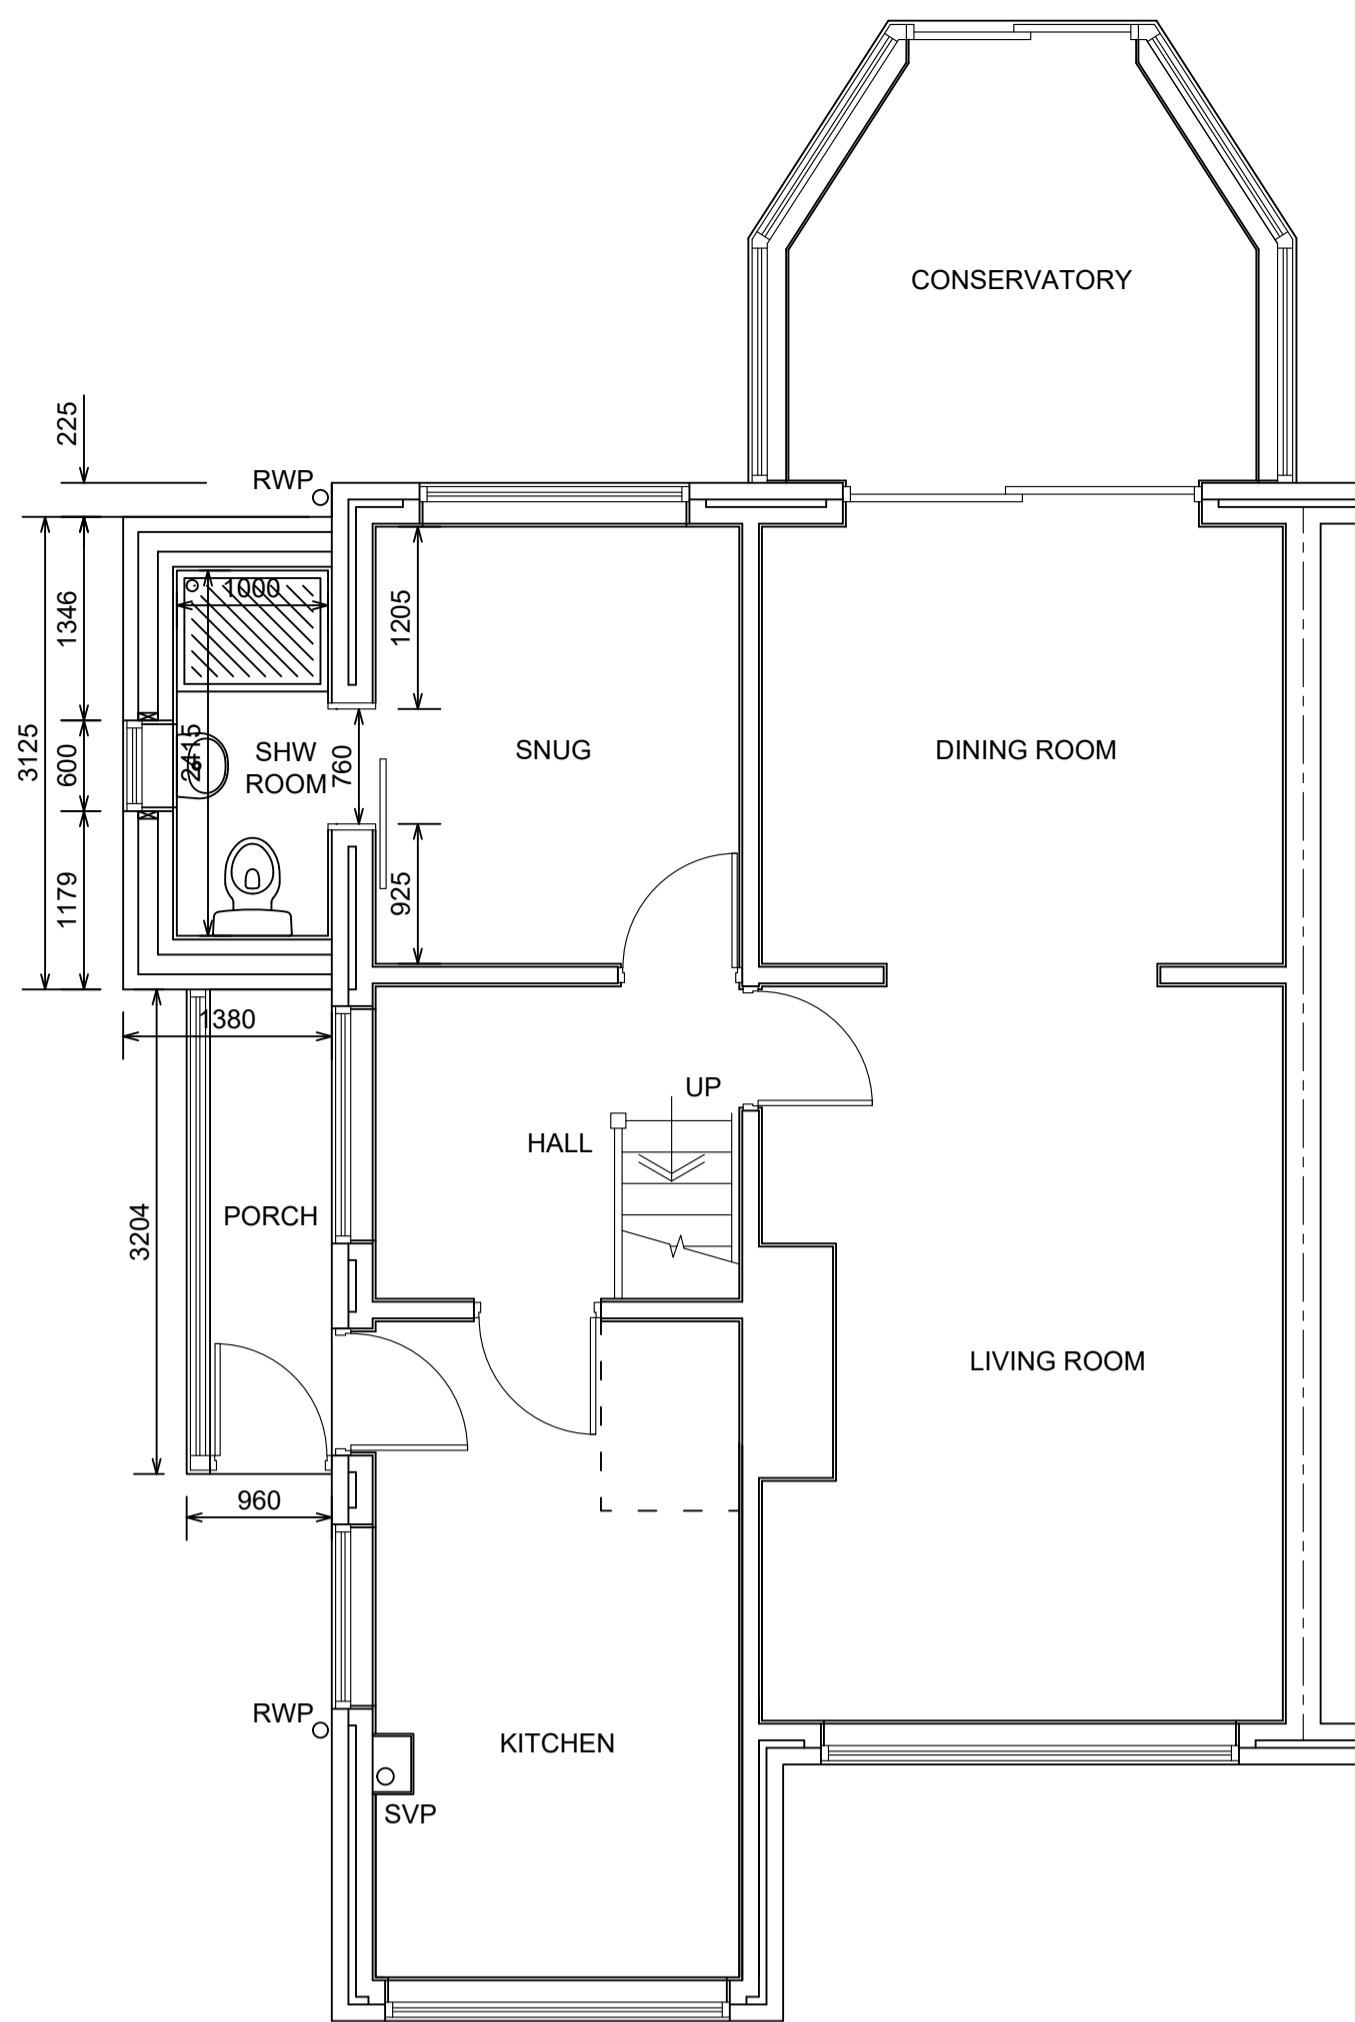 CONSERVATORY
225
RWP
1000
1346
1205
3125
600
2415
SHW
ROOM
760
SNUG
DINING ROOM
1179
925
1380
UP
HALL
PORCH
3204
LIVING ROOM
960
RWP
KITCHEN
SVP